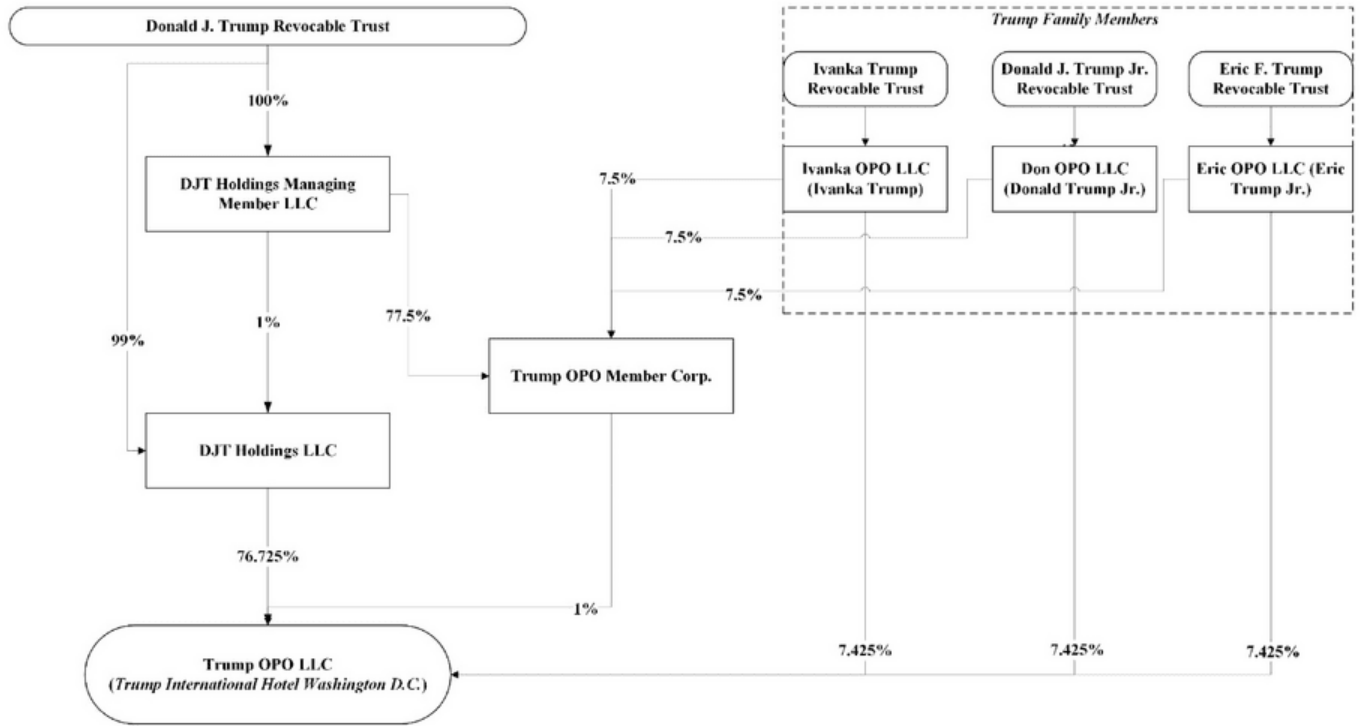 Donald J. Trump Revocable Trust
Trump Family Members
Ivanka Trump
Revocable Trust
Donald J. Trump Jr.
Revocable Trust
Eric F. Trump
Revocable Trust
100%
DJT Holdings Managing
Member LLC
7.5%
Ivanka OPO LLC
(Ivanka Trump)
Don OPO LLC
(Donald Trump Jr.)
Eric OPO LLC (Eric
Trump Jr.)
7.5%
7.5%
77.5%
1%
99%
Trump OPO Member Corp.
DJT Holdings LLC
76.725%
1%
7.425%
7.425%
7.425%
Trump OPO LLC
(Trump International Hotel Washington D.C.)